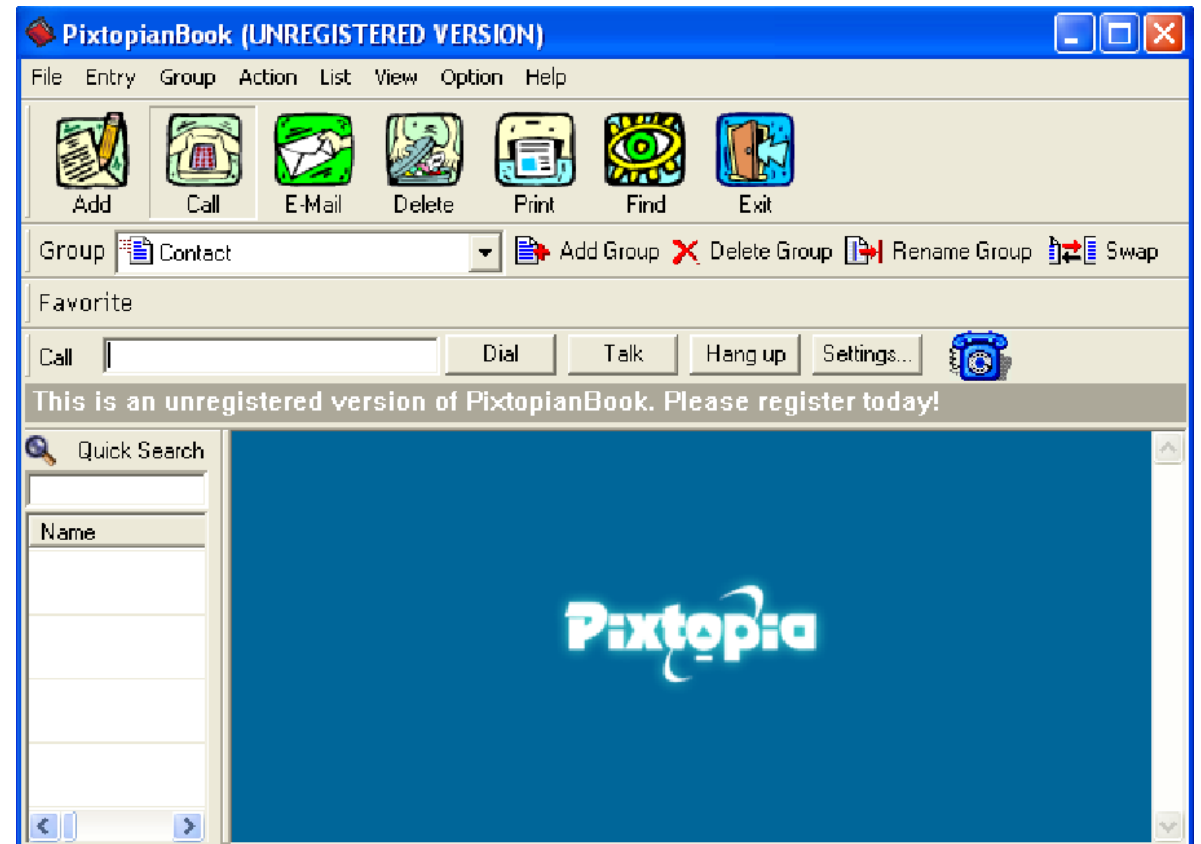 PixtopianBook (UNREGISTERED VERSION)
File Entry Group Action List View Option Help
Add Call E-Mail Delete Print Find Exit
Group Contact Add Group Delete Group Rename Group Swap
Favorite
Call Dial Talk Hang up Settings...
This is an unregistered version of PixtopianBook. Please register today!
Quick Search
Name
Pixtopia